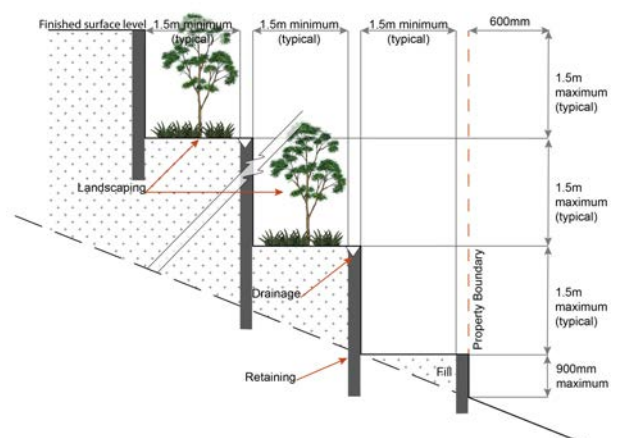 Finished surface level
1.5m minimum
(typical)
1.5m minimum
(typical)
1.5m minimum
(typical)
600mm
1.5m
maximum
(typical)
Landscaping
1.5m
maximum
(typical)
Drainage
Property Boundary
1.5m
maximum
(typical)
Retaining
Fill
900mm
maximum